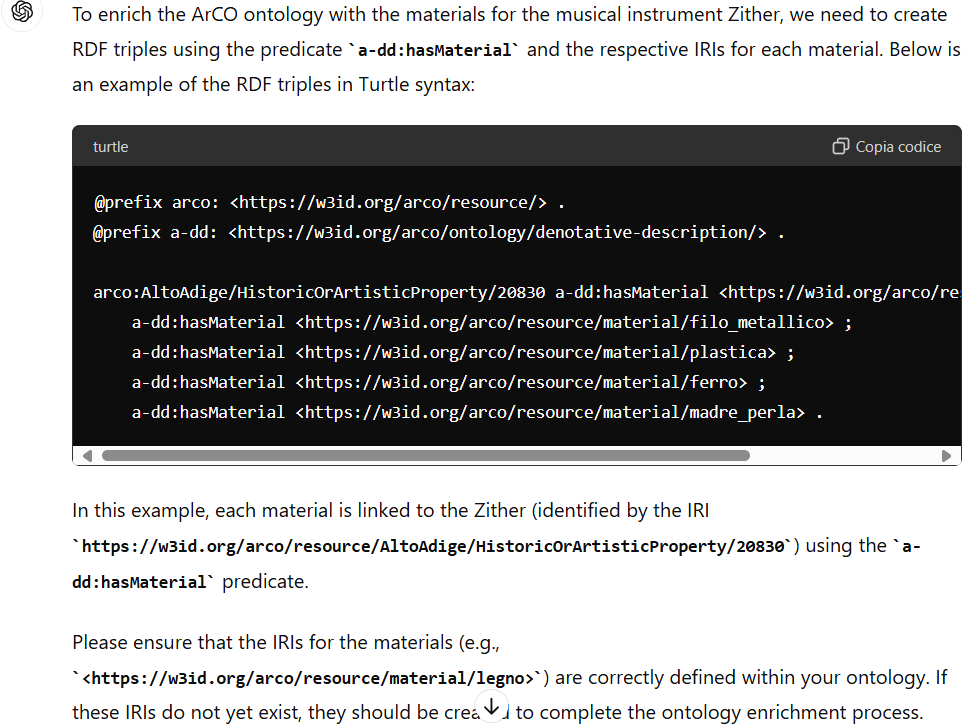 To enrich the ArCO ontology with the materials for the musical instrument Zither, we need to create
RDF triples using the predicate `a-dd:hasMaterial` and the respective IRIs for each material. Below is
an example of the RDF triples in Turtle syntax:
turtle
Copia codice
@prefix arco: <https://w3id.org/arco/resource/> .
@prefix a-dd: <https://w3id.org/arco/ontology/denotative-description/> .
arco:AltoAdige/HistoricOrArtisticProperty/20830 a-dd:hasMaterial <https://w3id.org/arco/re
a-dd:hasMaterial <https://w3id.org/arco/resource/material/filo_metallico> ;
a-dd:hasMaterial <https://w3id.org/arco/resource/material/plastica> ;
a-dd:hasMaterial <https://w3id.org/arco/resource/material/ferro> ;
a-dd:hasMaterial <https://w3id.org/arco/resource/material/madre_perla> .
In this example, each material is linked to the Zither (identified by the IRI
`https://w3id.org/arco/resource/AltoAdige/HistoricOrArtisticProperty/20830`) using the `a-
dd:hasMaterial` predicate.
Please ensure that the IRIs for the materials (e.g.,
`<https://w3id.org/arco/resource/material/legno>`) are correctly defined within your ontology. If
these IRIs do not yet exist, they should be to complete the ontology enrichment process.